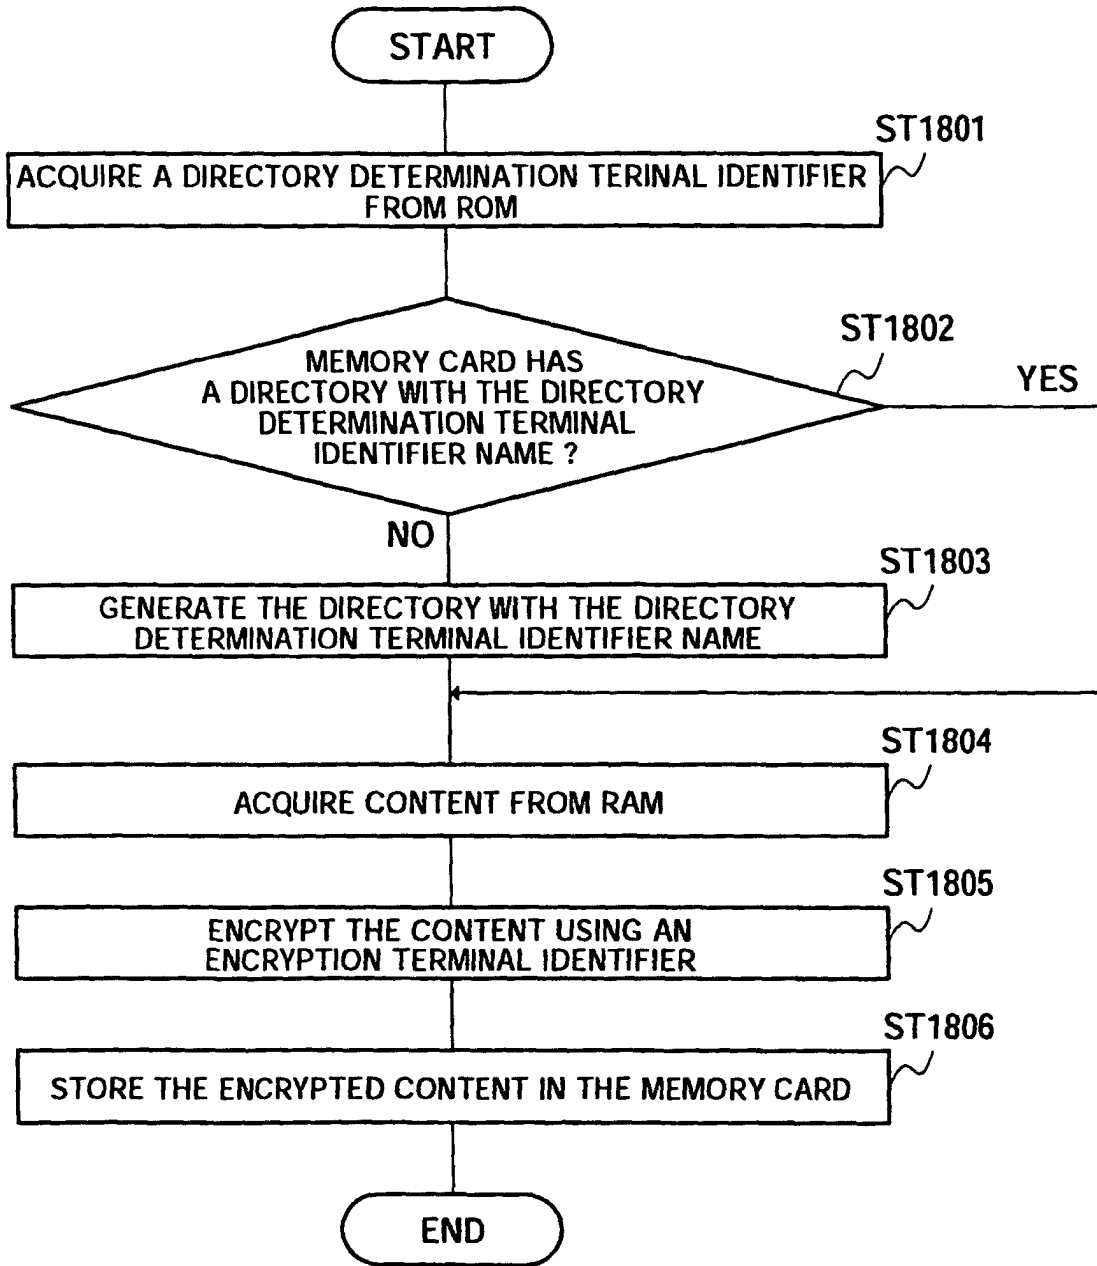 START
ST1801
ACQUIRE A DIRECTORY DETERMINATION TERINAL IDENTIFIER
FROM ROM
ST1802
MEMORY CARD HAS
A DIRECTORY WITH THE DIRECTORY
DETERMINATION TERMINAL
IDENTIFIER NAME ?
YES
NO
ST1803
GENERATE THE DIRECTORY WITH THE DIRECTORY
DETERMINATION TERMINAL IDENTIFIER NAME
ST1804
ACQUIRE CONTENT FROM RAM
ST1805
ENCRYPT THE CONTENT USING AN
ENCRYPTION TERMINAL IDENTIFIER
ST1806
STORE THE ENCRYPTED CONTENT IN THE MEMORY CARD
END